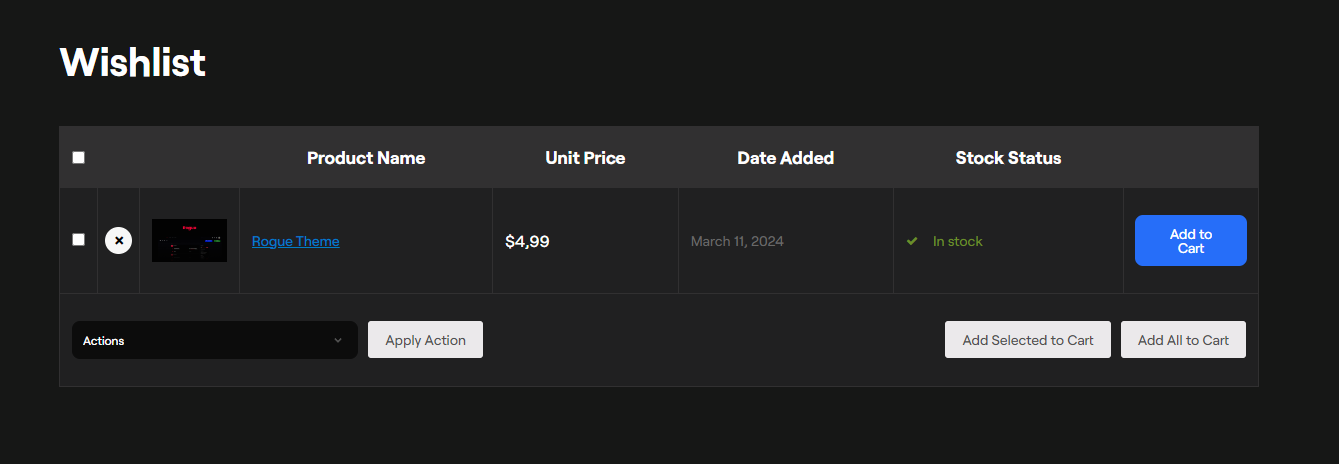 Wishlist
Product Name Unit Price Date Added Stock Status
Rogue Theme $4,99 March 11, 2024 In stock Add to
Cart
Actions Apply Action Add Selected to Cart Add All to Cart